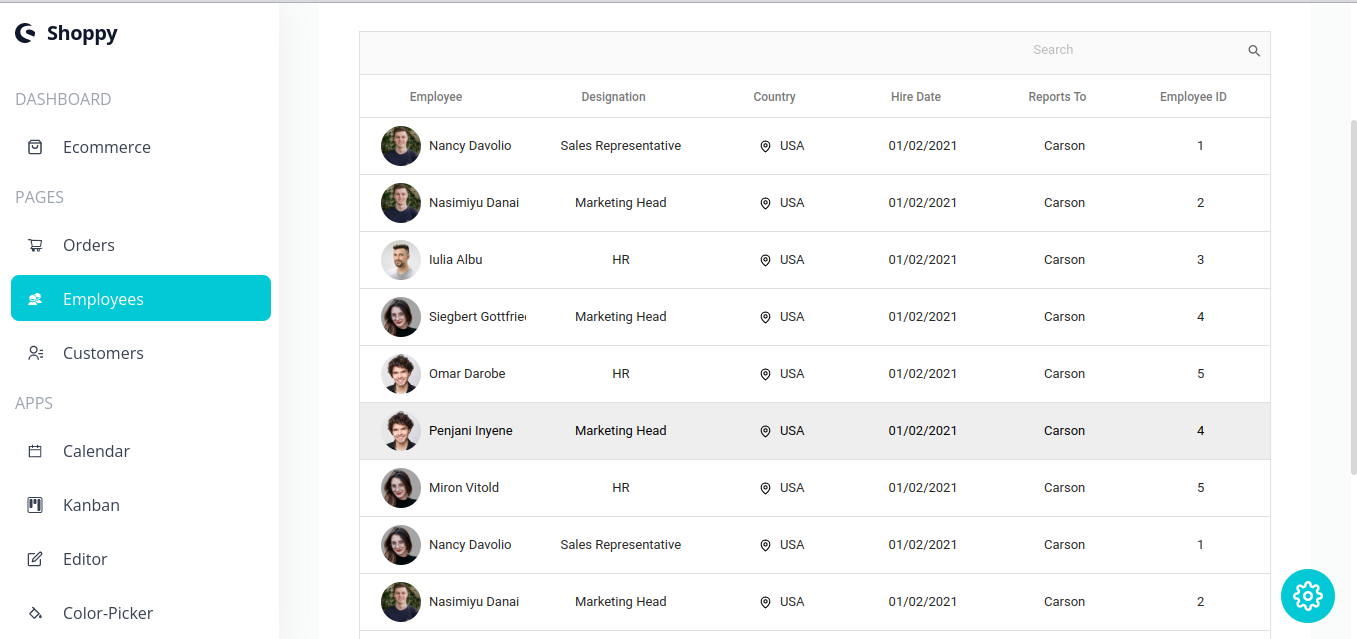 Shoppy
DASHBOARD
Ecommerce
PAGES
Orders
Employees
Customers
APPS
Calendar
Kanban
Editor
Color-Picker
Search
Employee Designation Country Hire Date Reports To Employee ID
Nancy Davolio Sales Representative USA 01/02/2021 Carson 1
Nasimiyu Danai Marketing Head USA 01/02/2021 Carson 2
Iulia Albu HR USA 01/02/2021 Carson 3
Siegbert Gottfrie USA Marketing Head 01/02/2021 Carson 4
Omar Darobe HR USA 01/02/2021 Carson 5
Penjani Inyene Marketing Head USA 01/02/2021 Carson 4
Miron Vitold HR USA 01/02/2021 Carson 5
Nancy Davolio Sales Representative USA 01/02/2021 Carson 1
Nasimiyu Danai Marketing Head USA 01/02/2021 Carson 2